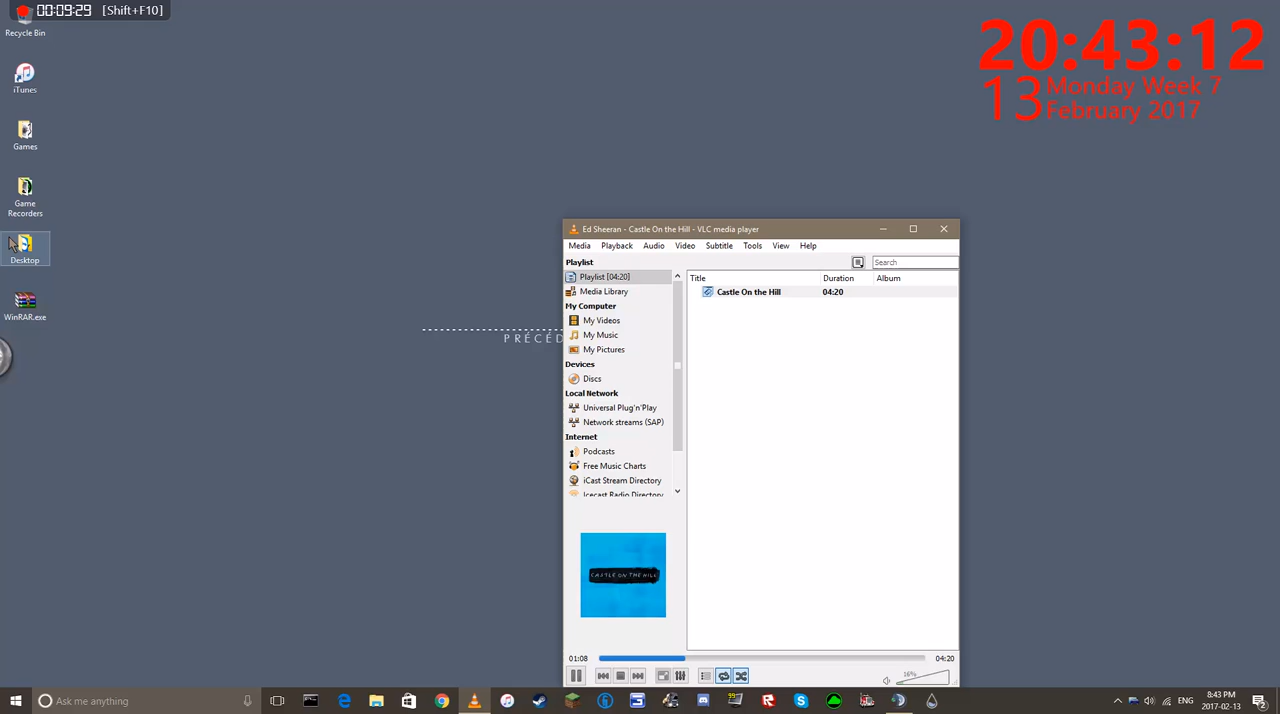 00:09:29 [Shift+F10]
Recycle Bin
iTunes
Games
Game
Recorders
Desktop
WinRAR.exe
20:43:12
13 Monday Week 7
February 2017
PRÉCÉD
Ed Sheeran - Castle On the Hill - VLC media player
Media Playback Audio Video Subtitle Tools View Help
Playlist
Search
Playlist [04:20]
Media Library
My Computer
My Videos
My Music
My Pictures
Devices
Discs
Local Network
Universal Plug'n'Play
Network streams (SAP)
Internet
Podcasts
Free Music Charts
iCast Stream Directory
Icecast Radio Directory
Title Duration Album
Castle On the Hill 04:20
CASTLE ON THE HILL
01:08
04:20
16%
Ask me anything
99
ENG
8:43 PM
2017-02-13
2